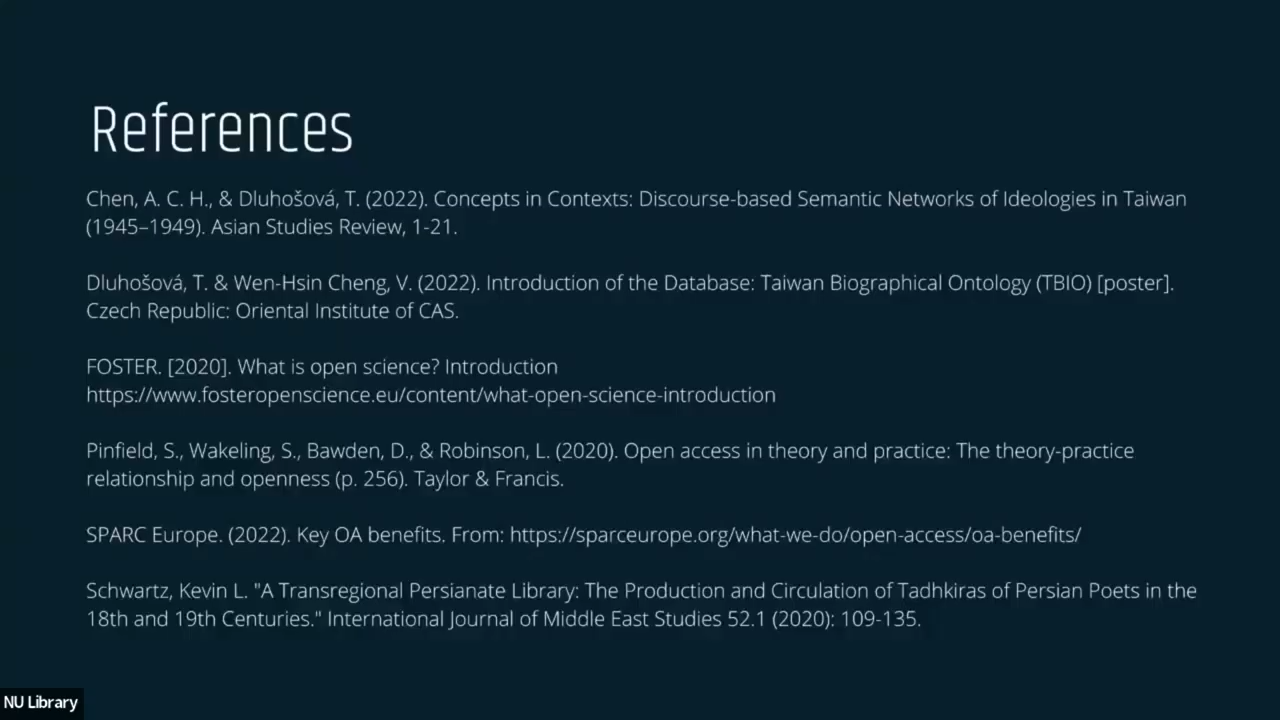 References
Chen, A. C. H., & Dluhošová, T. (2022). Concepts in Contexts: Discourse-based Semantic Networks of Ideologies in Taiwan
(1945–1949). Asian Studies Review, 1-21.
Dluhošová, T. & Wen-Hsin Cheng, V. (2022). Introduction of the Database: Taiwan Biographical Ontology (TBIO) [poster].
Czech Republic: Oriental Institute of CAS.
FOSTER. [2020]. What is open science? Introduction
https://www.fosteropenscience.eu/content/what-open-science-introduction
Pinfield, S., Wakeling, S., Bawden, D., & Robinson, L. (2020). Open access in theory and practice: The theory-practice
relationship and openness (p. 256). Taylor & Francis.
SPARC Europe. (2022). Key OA benefits. From: https://sparceurope.org/what-we-do/open-access/oa-benefits/
Schwartz, Kevin L. "A Transregional Persianate Library: The Production and Circulation of Tadhkiras of Persian Poets in the
18th and 19th Centuries." International Journal of Middle East Studies 52.1 (2020): 109-135.
NU Library